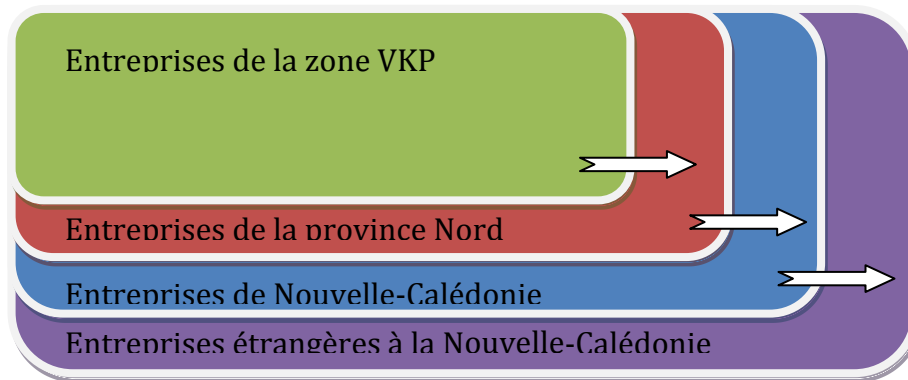 Entreprises de la zone VKP
Entreprises de la province Nord
Entreprises de Nouvelle-Calédonie
Entreprises étrangères à la Nouvelle-Calédonie